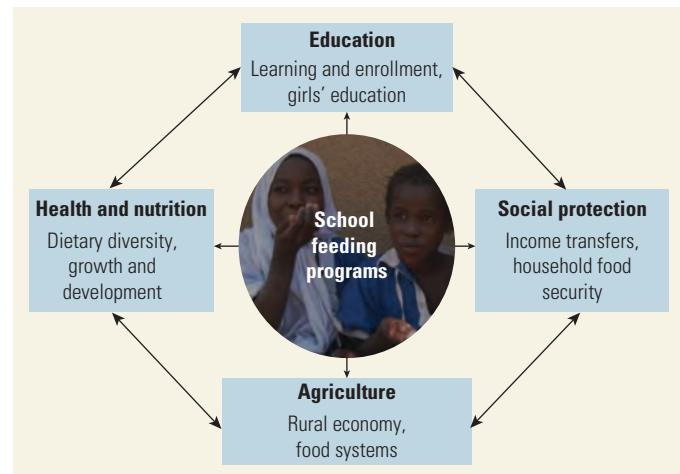 Education
Learning and enrollment,
girls’ education
Health and nutrition
Dietary diversity,
growth and
development
School
feeding
programs
Social protection
Income transfers,
household food
security
Agriculture
Rural economy,
food systems